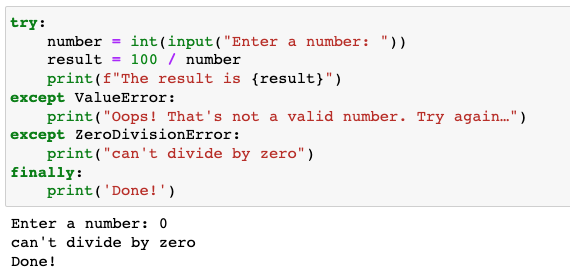 try:
    number = int(input("Enter a number: "))
    result = 100 / number
    print(f"The result is {result}")
except ValueError:
    print("Oops! That's not a valid number. Try again…")
except ZeroDivisionError:
    print("can't divide by zero")
finally:
    print('Done!')
Enter a number: 0
can't divide by zero
Done!